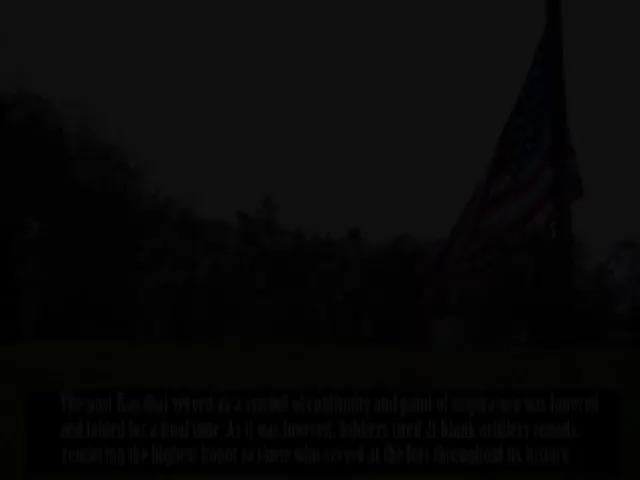 The post flag that served as a symbol of continuity and point of inspiration was lowered
and folded for a final time. As it was lowered, Soldiers fired 21 blank artillery rounds,
rendering the highest honor to those who served at the fort throughout its history.